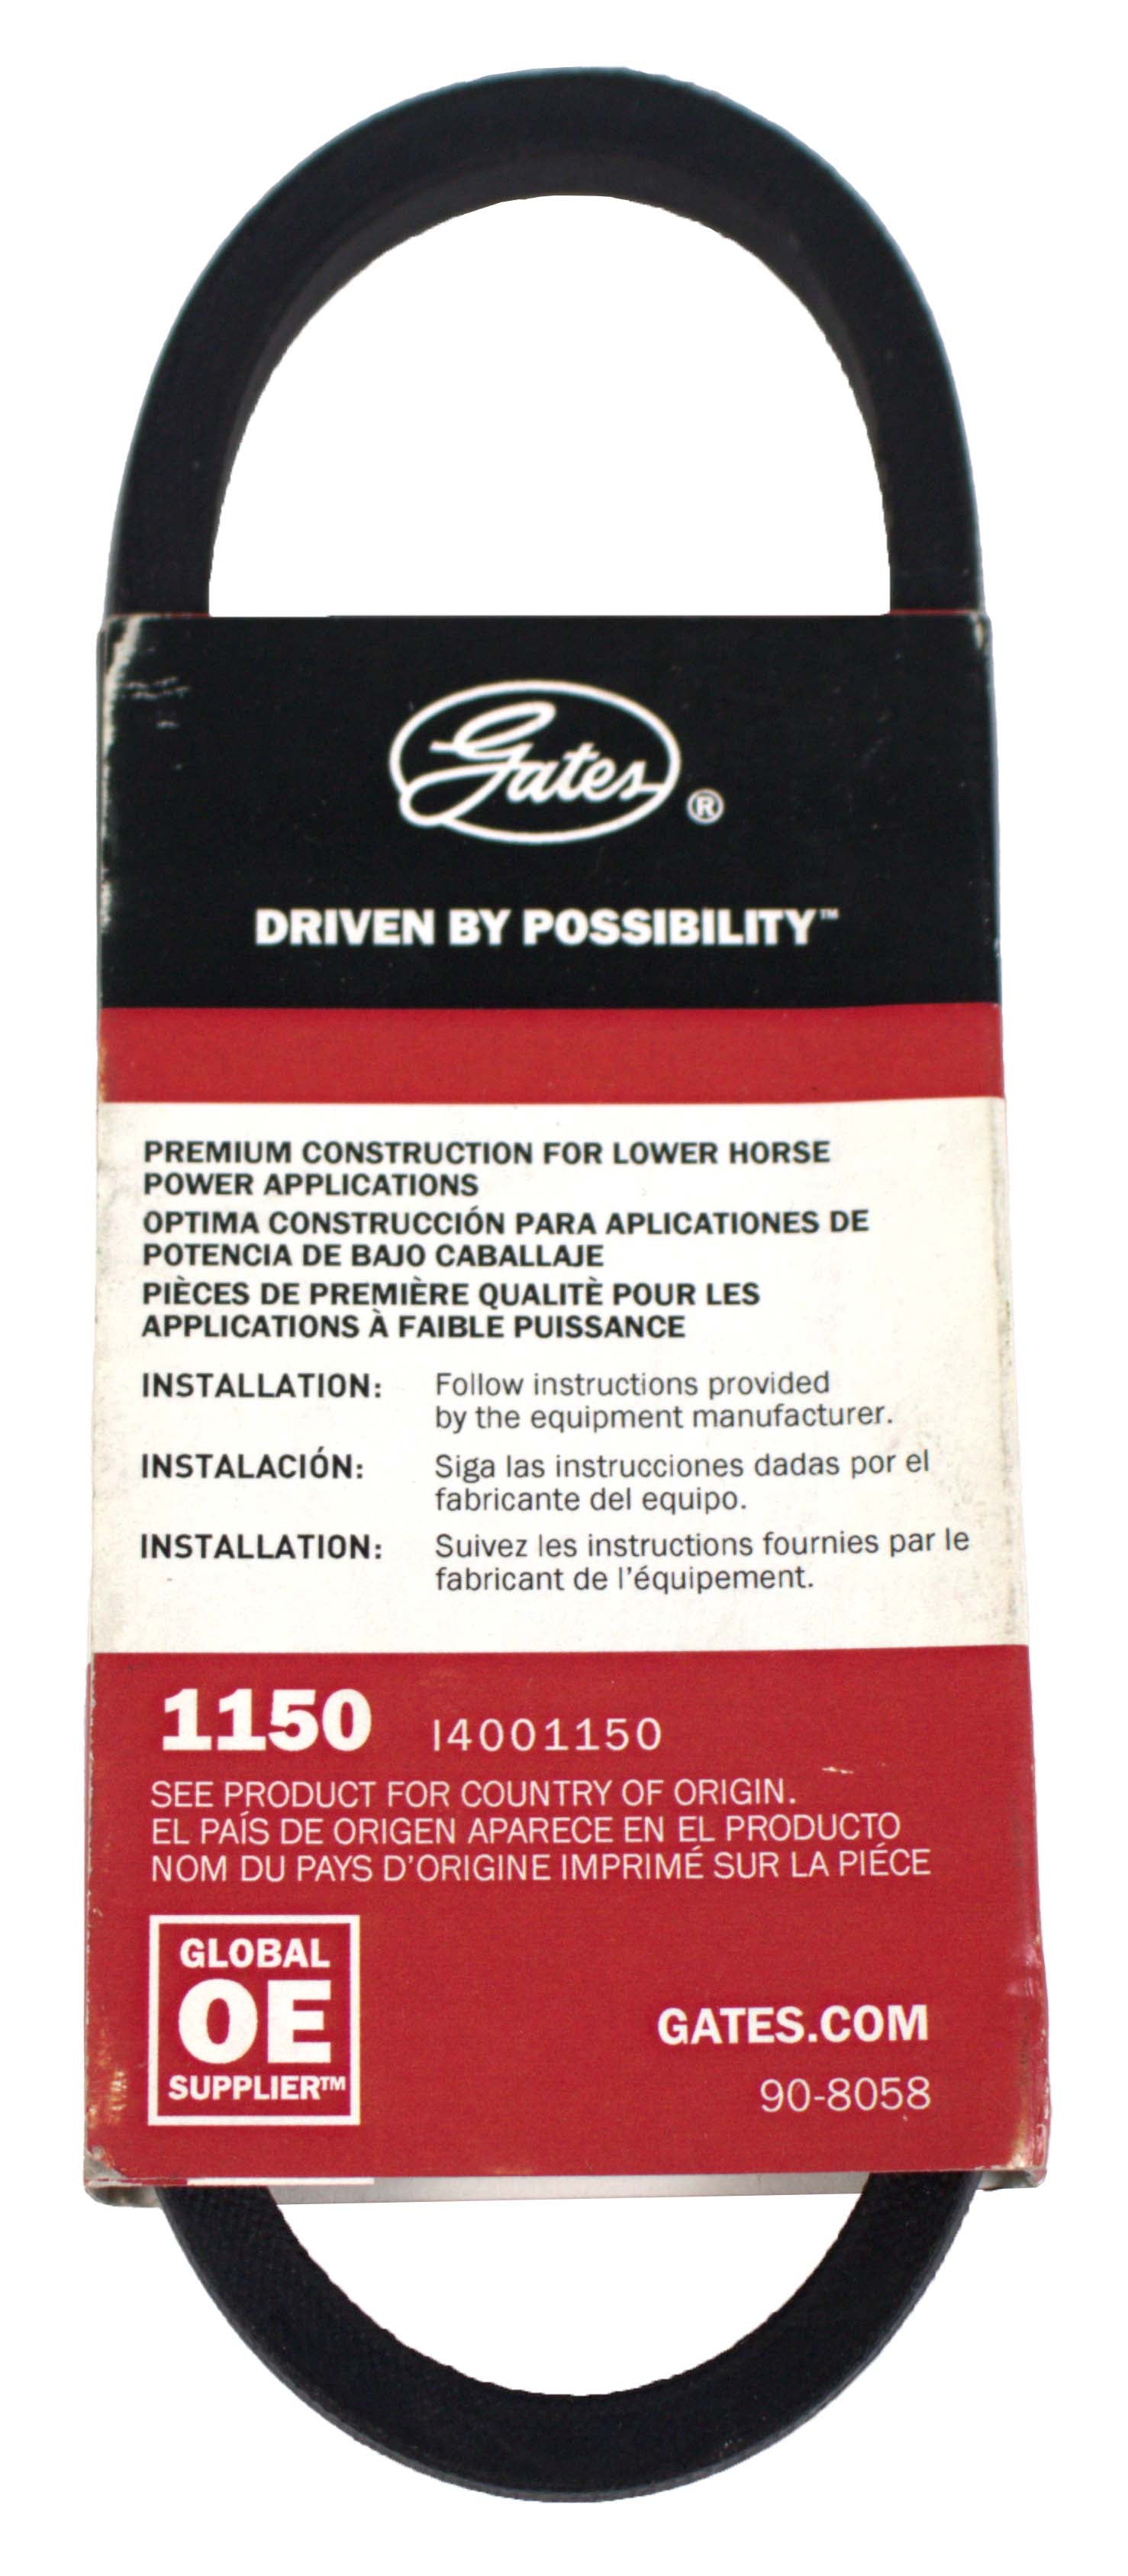 Gates ®
DRIVEN BY POSSIBILITY™
PREMIUM CONSTRUCTION FOR LOWER HORSE
POWER APPLICATIONS
OPTIMA CONSTRUCCIÓN PARA APLICATIONES DE
POTENCIA DE BAJO CABALLAJE
PIÈCES DE PREMIÈRE QUALITÈ POUR LES
APPLICATIONS À FAIBLE PUISSANCE
INSTALLATION: Follow instructions provided
by the equipment manufacturer.
INSTALACIÓN: Siga las instrucciones dadas por el
fabricante del equipo.
INSTALLATION: Suivez les instructions fournies par le
fabricant de l'équipement.
1150 I4001150
SEE PRODUCT FOR COUNTRY OF ORIGIN.
EL PAÍS DE ORIGEN APARECE EN EL PRODUCTO
NOM DU PAYS D'ORIGINE IMPRIMÉ SUR LA PIÉCE
GLOBAL
OE
SUPPLIER™
GATES.COM
90-8058